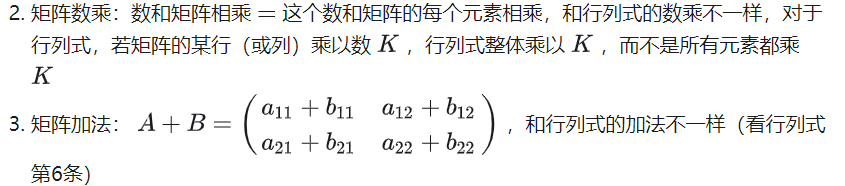 2. 矩阵数乘：数和矩阵相乘 = 这个数和矩阵的每个元素相乘，和行列式的数乘不一样，对于
行列式，若矩阵的某行（或列）乘以数 K ，行列式整体乘以 K ，而不是所有元素都乘
K
3. 矩阵加法： A + B = \begin{pmatrix} a_{11} + b_{11} & a_{12} + b_{12} \\ a_{21} + b_{21} & a_{22} + b_{22} \end{pmatrix} ，和行列式的加法不一样（看行列式
第6条）